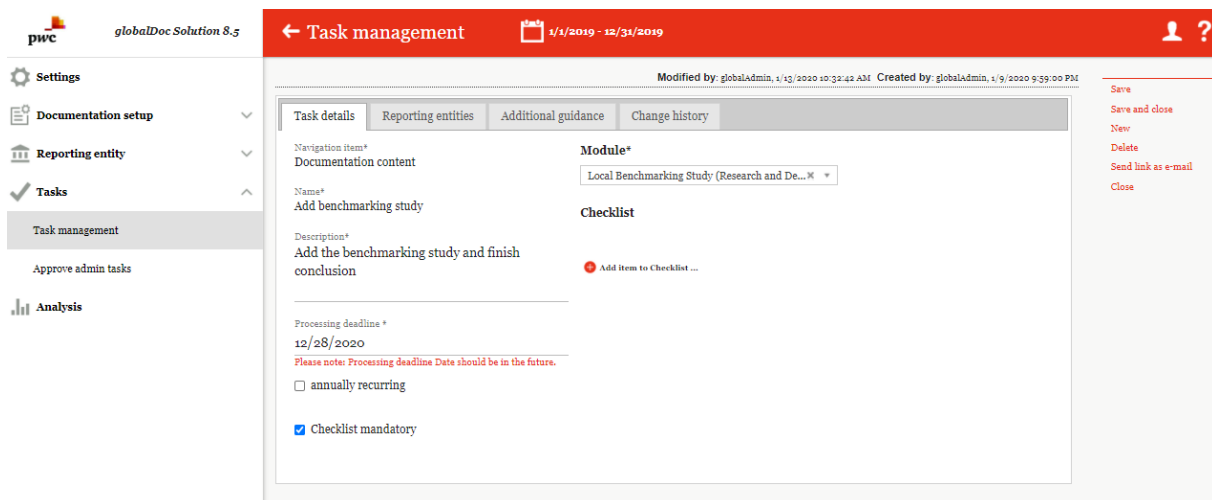 pwc
globalDoc Solution 8.5
← Task management
1/1/2019 - 12/31/2019
?
Settings
Documentation setup
Reporting entity
Tasks
Task management
Approve admin tasks
Analysis
Modified by: globalAdmin, 1/13/2020 10:32:42 AM Created by: globalAdmin, 1/9/2020 9:59:00 PM
Task details Reporting entities Additional guidance Change history
Navigation item*
Documentation content
Name*
Add benchmarking study
Description*
Add the benchmarking study and finish
conclusion
Processing deadline *
12/28/2020
Please note: Processing deadline Date should be in the future.
annually recurring
Checklist mandatory
Module*
Local Benchmarking Study (Research and De...
Checklist
Add item to Checklist ...
Save
Save and close
New
Delete
Send link as e-mail
Close